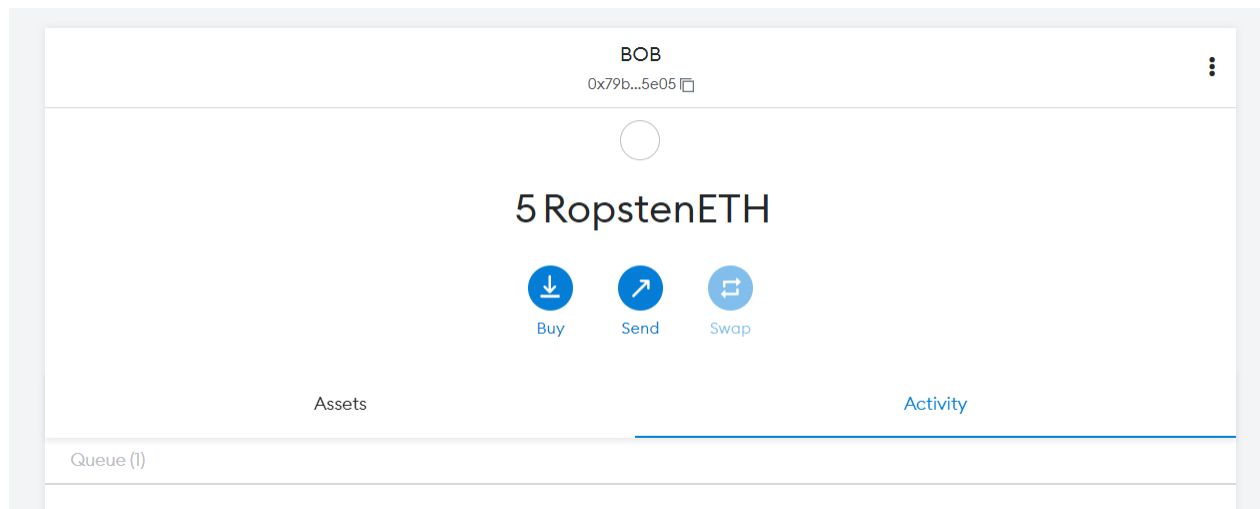 BOB
0x79b...5e05
5 RopstenETH
Buy Send Swap
Assets Activity
Queue (1)